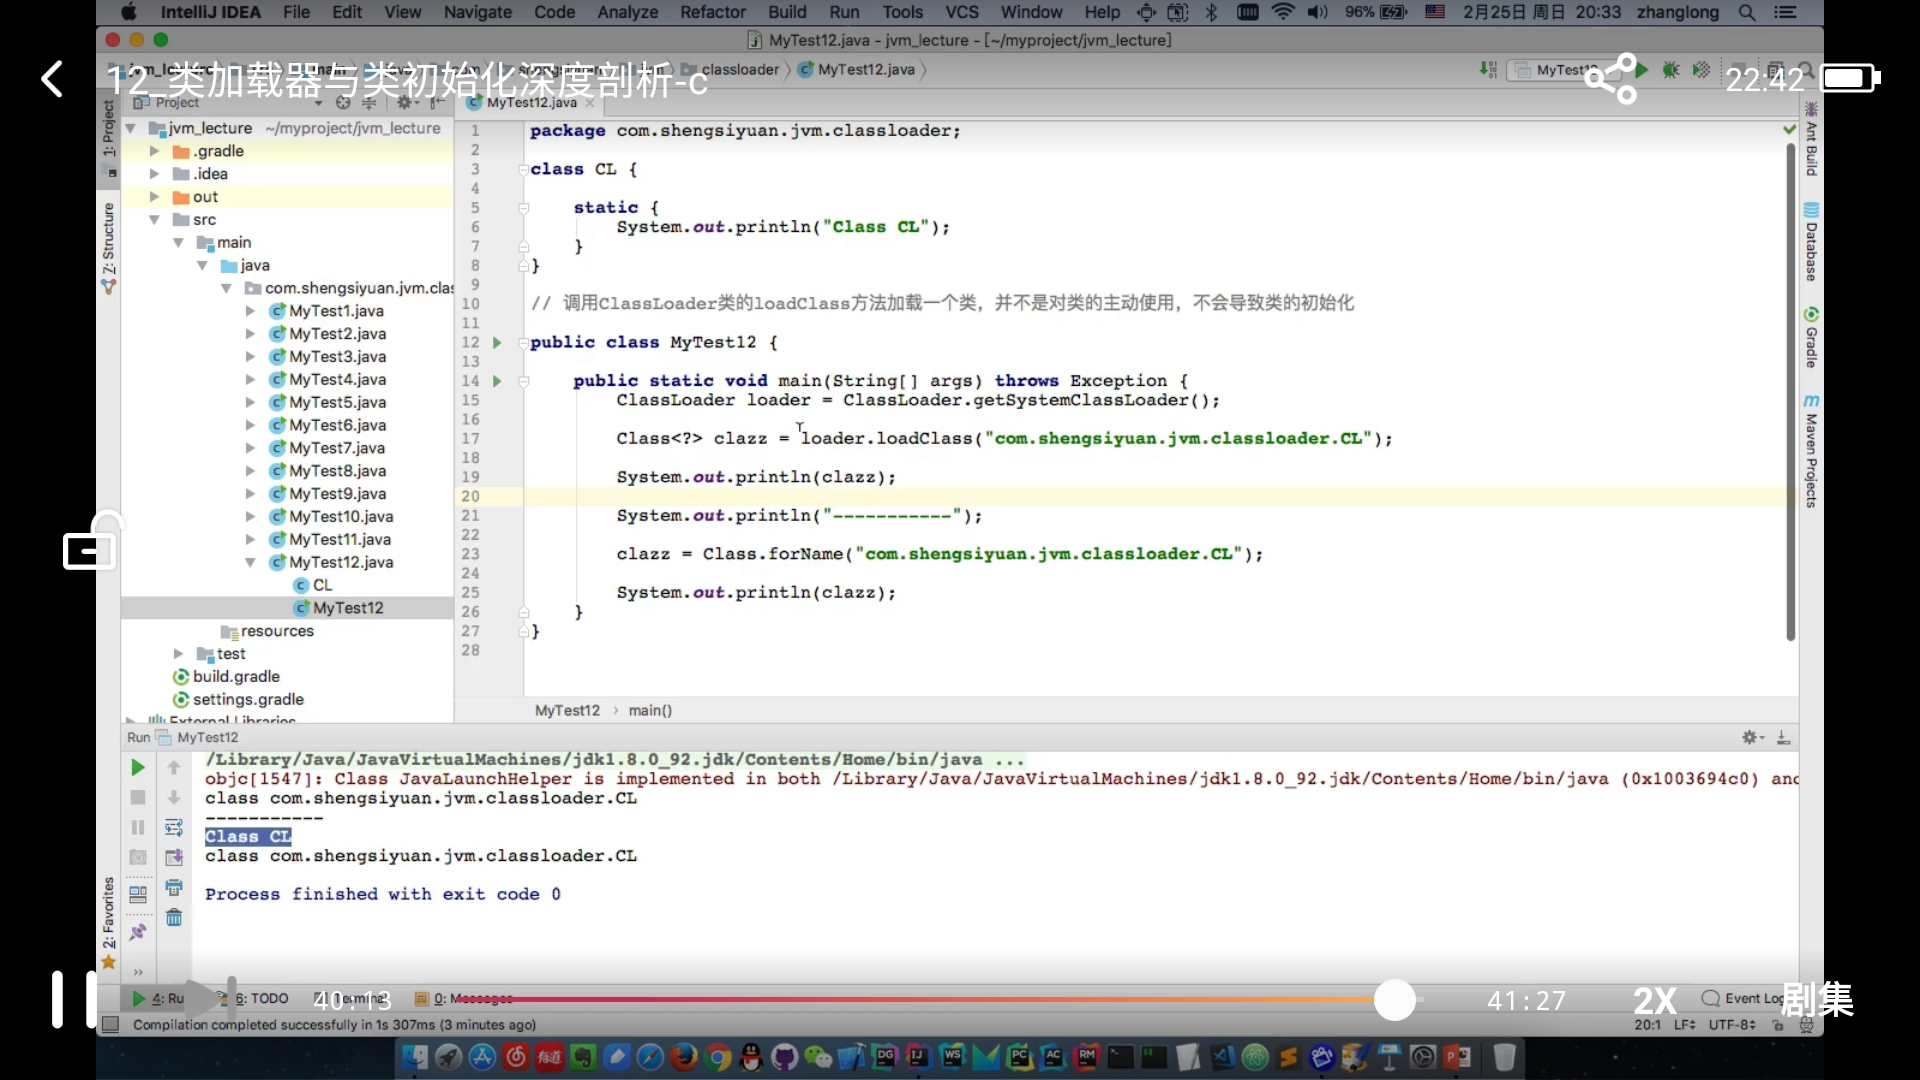 IntelliJ IDEA File Edit View Navigate Code Analyze Refactor Build Run Tools VCS Window Help 96% 2月25日 周日 20:33 zhanglong
MyTest12.java - jvm_lecture - [~/myproject/jvm_lecture]
classloader MyTest12.java
12_类加载器与类初始化深度剖析-c
22:42
Project MyTest12.java
1: Project
Z: Structure
2: Favorites
jvm_lecture ~/myproject/jvm_lecture
.gradle
.idea
out
src
main
java
com.shengsiyuan.jvm.clas
MyTest1.java
MyTest2.java
MyTest3.java
MyTest4.java
MyTest5.java
MyTest6.java
MyTest7.java
MyTest8.java
MyTest9.java
MyTest10.java
MyTest11.java
MyTest12.java
CL
MyTest12
resources
test
build.gradle
settings.gradle
External Libraries
1 package com.shengsiyuan.jvm.classloader;
2
3 class CL {
4
5 static {
6 System.out.println("Class CL");
7 }
8 }
9
10 // 调用ClassLoader类的loadClass方法加载一个类，并不是对类的主动使用，不会导致类的初始化
11
12 public class MyTest12 {
13
14 public static void main(String[] args) throws Exception {
15 ClassLoader loader = ClassLoader.getSystemClassLoader();
16
17 Class<?> clazz = loader.loadClass("com.shengsiyuan.jvm.classloader.CL");
18
19 System.out.println(clazz);
20
21 System.out.println("-----------");
22
23 clazz = Class.forName("com.shengsiyuan.jvm.classloader.CL");
24
25 System.out.println(clazz);
26 }
27 }
28
MyTest12 › main()
Ant Build
Database
Gradle
Maven Projects
Run MyTest12
/Library/Java/JavaVirtualMachines/jdk1.8.0_92.jdk/Contents/Home/bin/java ...
objc[1547]: Class JavaLaunchHelper is implemented in both /Library/Java/JavaVirtualMachines/jdk1.8.0_92.jdk/Contents/Home/bin/java (0x1003694c0) and
class com.shengsiyuan.jvm.classloader.CL
-----------
Class CL
class com.shengsiyuan.jvm.classloader.CL
Process finished with exit code 0
4: Ru 6: TODO Terminal 0: Messages Event Log
40:13 41:27 2X 剧集
Compilation completed successfully in 1s 307ms (3 minutes ago) 20:1 LF UTF-8
有道 DG IJ WS PC AC RM